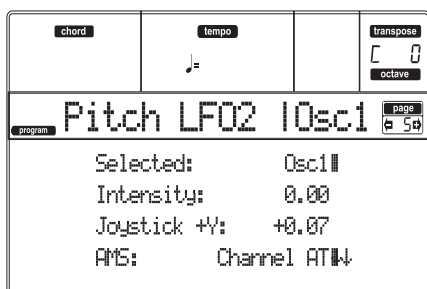 chord tempo transpose
♩= C 0
octave
program Pitch LFO2 |Osc1 page 5
Selected: Osc1
Intensity: 0.00
Joystick +Y: +0.07
AMS: Channel AT